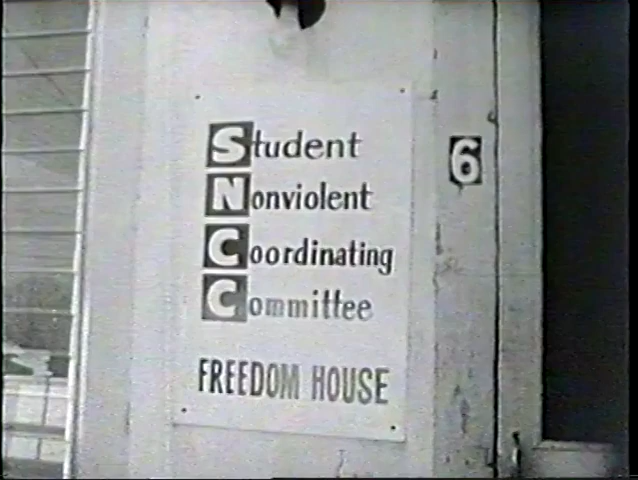 Student
Nonviolent
Coordinating
Committee
FREEDOM HOUSE
6